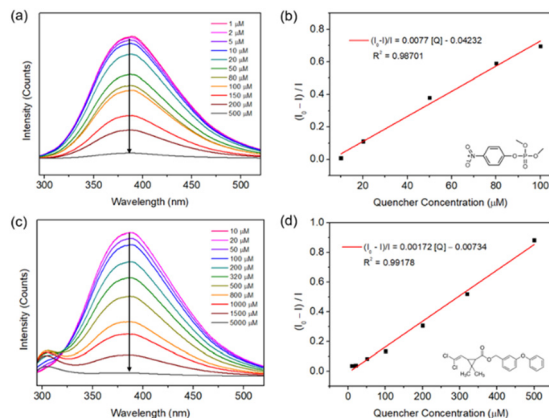 (a)
Intensity (Counts)
1 μM
2 μM
5 μM
10 μM
20 μM
50 μM
80 μM
100 μM
150 μM
200 μM
500 μM
300 350 400 450 500
Wavelength (nm)
(b)
(I₀ – I) / I
1.0
0.8
0.6
0.4
0.2
0.0
(I₀-I)/I = 0.0077 [Q] - 0.04232
R² = 0.98701
20 40 60 80 100
Quencher Concentration (μM)
(c)
Intensity (Counts)
10 μM
20 μM
50 μM
100 μM
200 μM
320 μM
500 μM
800 μM
1000 μM
1500 μM
5000 μM
300 350 400 450 500
Wavelength (nm)
(d)
(I₀ – I) / I
1.0
0.8
0.6
0.4
0.2
0.0
(I₀ - I)/I = 0.00172 [Q] – 0.00734
R² = 0.99178
0 100 200 300 400 500
Quencher Concentration (μM)